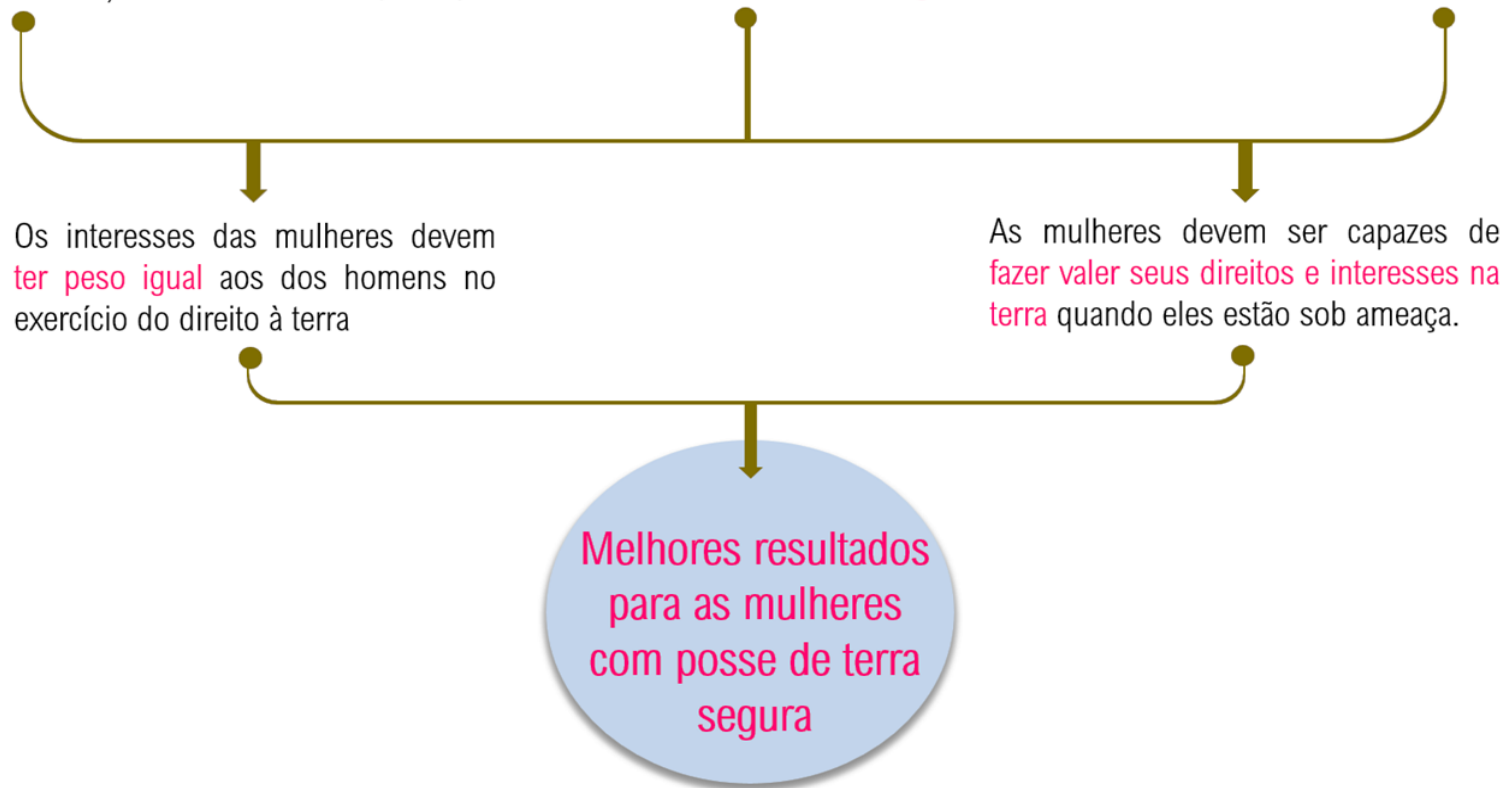 Os interesses das mulheres devem
ter peso igual aos dos homens no
exercício do direito à terra
As mulheres devem ser capazes de
fazer valer seus direitos e interesses na
terra quando eles estão sob ameaça.
Melhores resultados
para as mulheres
com posse de terra
segura